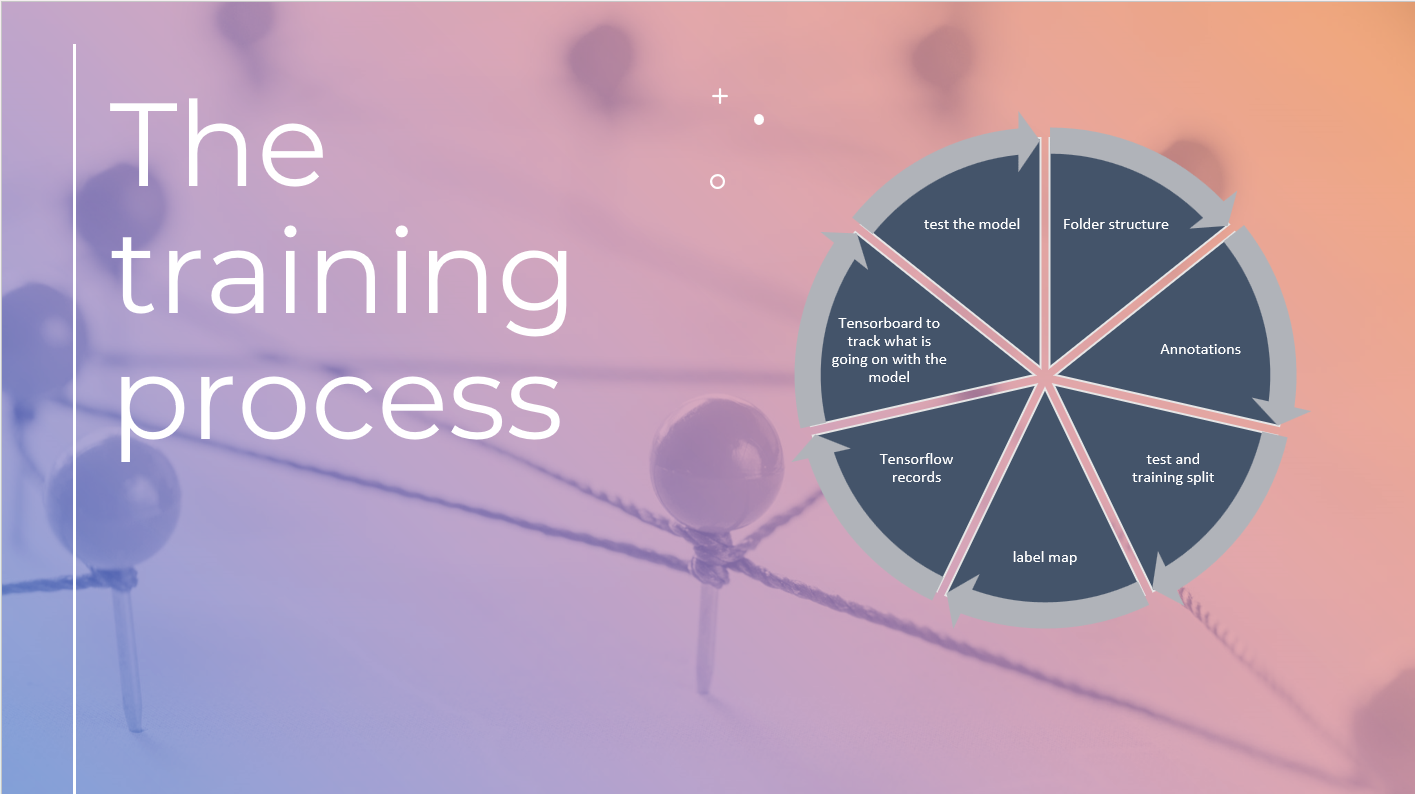 The
training
process
Folder structure
Annotations
test and
training split
label map
Tensorflow
records
Tensorboard to
track what is
going on with the
model
test the model